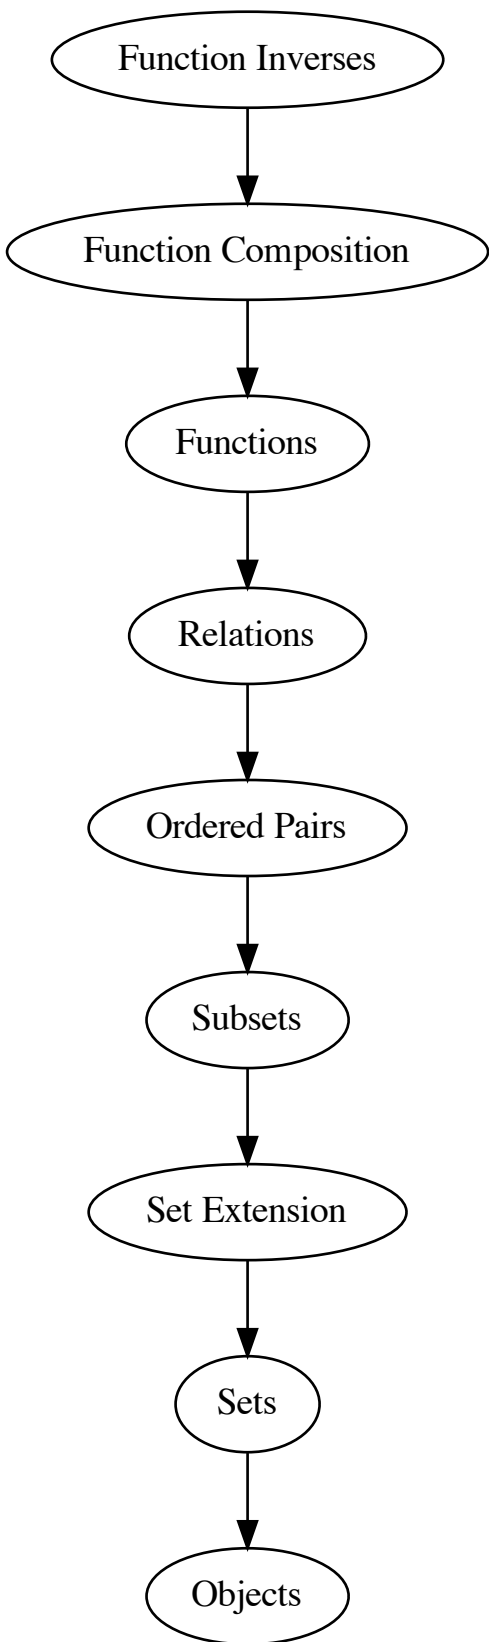 Function Inverses
Function Composition
Functions
Relations
Ordered Pairs
Subsets
Set Extension
Sets
Objects